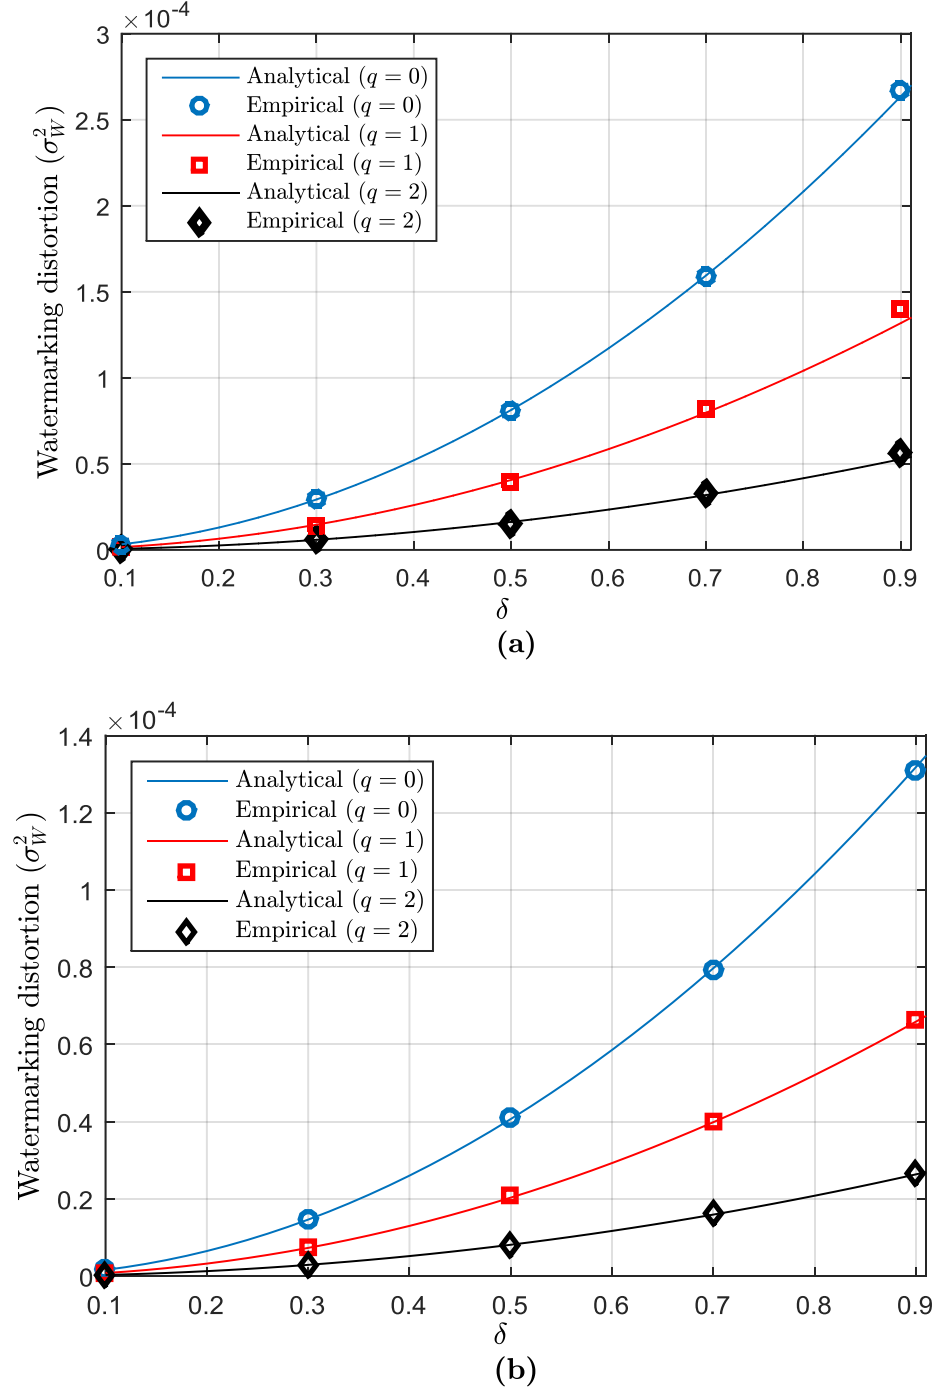 ×10-4
3
2.5
2
1.5
1
0.5
0
Watermarking distortion (σ²_W)
Analytical (q = 0)
Empirical (q = 0)
Analytical (q = 1)
Empirical (q = 1)
Analytical (q = 2)
Empirical (q = 2)
0.1 0.2 0.3 0.4 0.5 0.6 0.7 0.8 0.9
δ
(a)
×10-4
1.4
1.2
1
0.8
0.6
0.4
0.2
0
Watermarking distortion (σ²_W)
Analytical (q = 0)
Empirical (q = 0)
Analytical (q = 1)
Empirical (q = 1)
Analytical (q = 2)
Empirical (q = 2)
0.1 0.2 0.3 0.4 0.5 0.6 0.7 0.8 0.9
δ
(b)